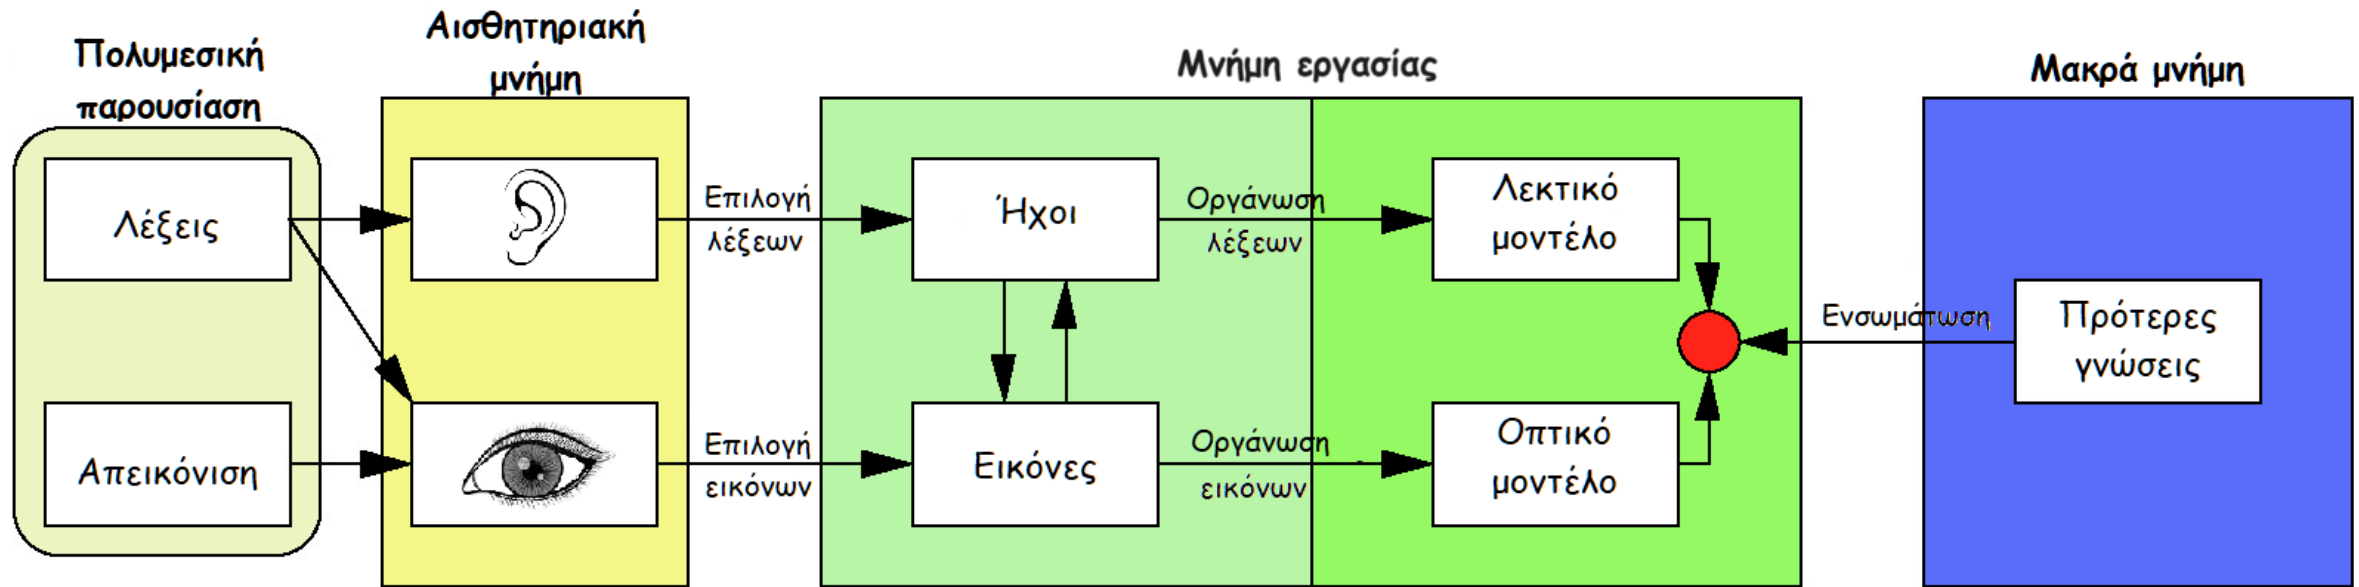 Πολυμεσική
παρουσίαση
Αισθητηριακή
μνήμη
Μνήμη εργασίας
Μακρά μνήμη
Λέξεις
Επιλογή
λέξεων
Ήχοι
Οργάνωση
λέξεων
Λεκτικό
μοντέλο
Ενσωμάτωση
Πρότερες
γνώσεις
Απεικόνιση
Επιλογή
εικόνων
Εικόνες
Οργάνωση
εικόνων
Οπτικό
μοντέλο